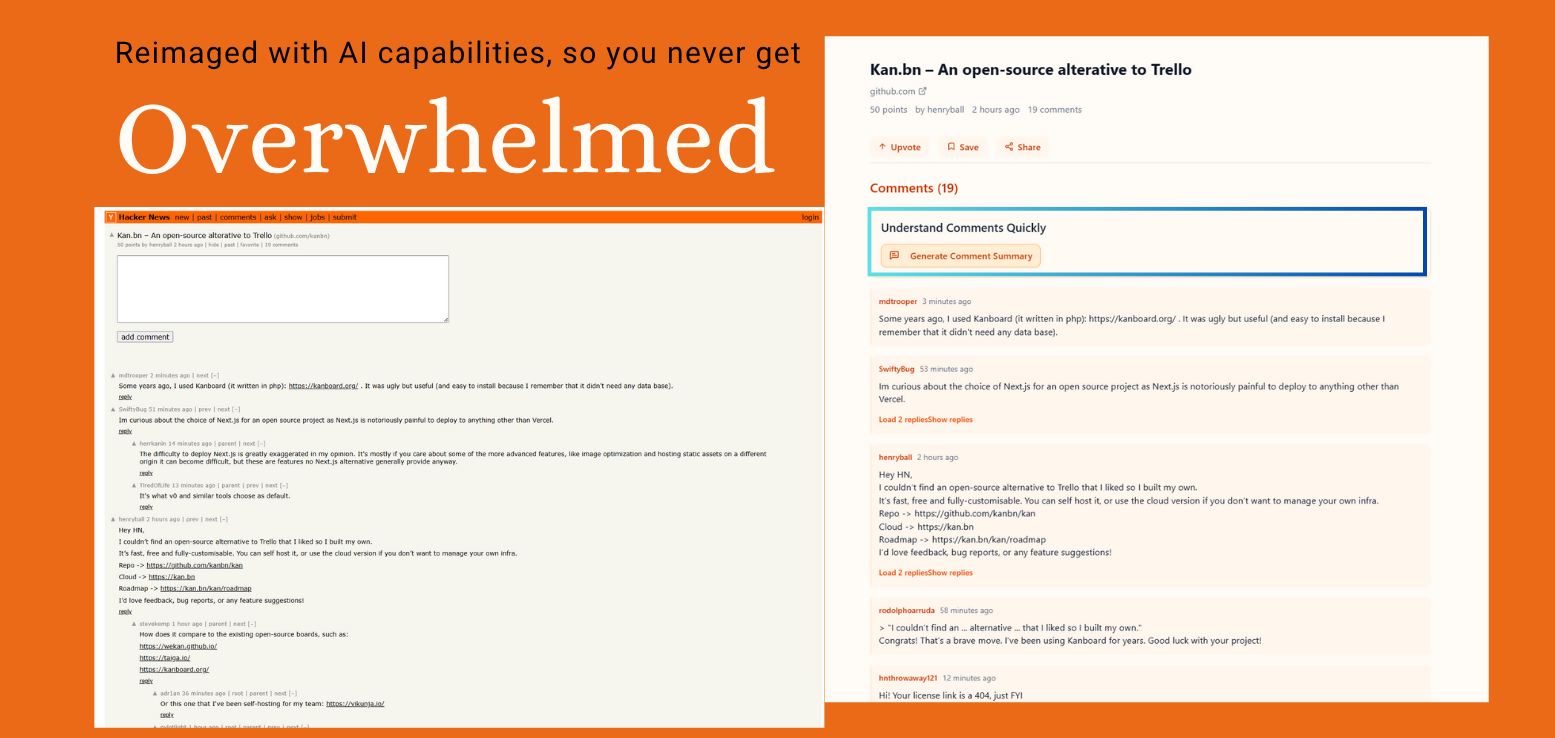 Reimaged with AI capabilities, so you never get
Overwhelmed
Hacker News new | past | comments | ask | show | jobs | submit
login
Kan.bn – An open-source alterative to Trello (github.com/kanbn)
50 points by henryball 2 hours ago | hide | past | favorite | 19 comments
add comment
mdtrooper 2 minutes ago | next [–]
Some years ago, I used Kanboard (it written in php): https://kanboard.org/ . It was ugly but useful (and easy to install because I remember that it didn't need any data base).
reply
SwiftyBug 51 minutes ago | prev | next [–]
Im curious about the choice of Next.js for an open source project as Next.js is notoriously painful to deploy to anything other than Vercel.
reply
horrkanin 14 minutes ago | parent | next [–]
The difficulty to deploy Next.js is greatly exaggerated in my opinion. It's mostly if you care about some of the more advanced features, like image optimization and hosting static assets on a different
origin it can become difficult, but these are features no Next.js alternative generally provide anyway.
reply
TiredOfLife 13 minutes ago | parent | prev | next [–]
It's what v0 and similar tools choose as default.
reply
henryball 2 hours ago | prev | next [–]
Hey HN,
I couldn't find an open-source alternative to Trello that I liked so I built my own.
It's fast, free and fully-customisable. You can self host it, or use the cloud version if you don't want to manage your own infra.
Repo -> https://github.com/kanbn/kan
Cloud -> https://kan.bn
Roadmap -> https://kan.bn/kan/roadmap
I'd love feedback, bug reports, or any feature suggestions!
reply
stevekemp 1 hour ago | parent | next [–]
How does it compare to the existing open-source boards, such as:
https://wekan.github.io/
https://taiga.io/
https://kanboard.org/
reply
adr1an 36 minutes ago | root | parent | next [–]
Or this one that I've been self-hosting for my team: https://vikunja.io/
reply
1 hour ago | root | parent | prev | next [–]
Kan.bn – An open-source alterative to Trello
github.com
50 points by henryball 2 hours ago 19 comments
Upvote Save Share
Comments (19)
Understand Comments Quickly
Generate Comment Summary
mdtrooper 3 minutes ago
Some years ago, I used Kanboard (it written in php): https://kanboard.org/ . It was ugly but useful (and easy to install because I
remember that it didn't need any data base).
SwiftyBug 53 minutes ago
Im curious about the choice of Next.js for an open source project as Next.js is notoriously painful to deploy to anything other than
Vercel.
Load 2 repliesShow replies
henryball 2 hours ago
Hey HN,
I couldn't find an open-source alternative to Trello that I liked so I built my own.
It's fast, free and fully-customisable. You can self host it, or use the cloud version if you don't want to manage your own infra.
Repo -> https://github.com/kanbn/kan
Cloud -> https://kan.bn
Roadmap -> https://kan.bn/kan/roadmap
I'd love feedback, bug reports, or any feature suggestions!
Load 2 repliesShow replies
rodolphoarruda 58 minutes ago
> "I couldn't find an ... alternative ... that I liked so I built my own."
Congrats! That's a brave move. I've been using Kanboard for years. Good luck with your project!
hnthrowaway121 12 minutes ago
Hi! Your license link is a 404, just FYI